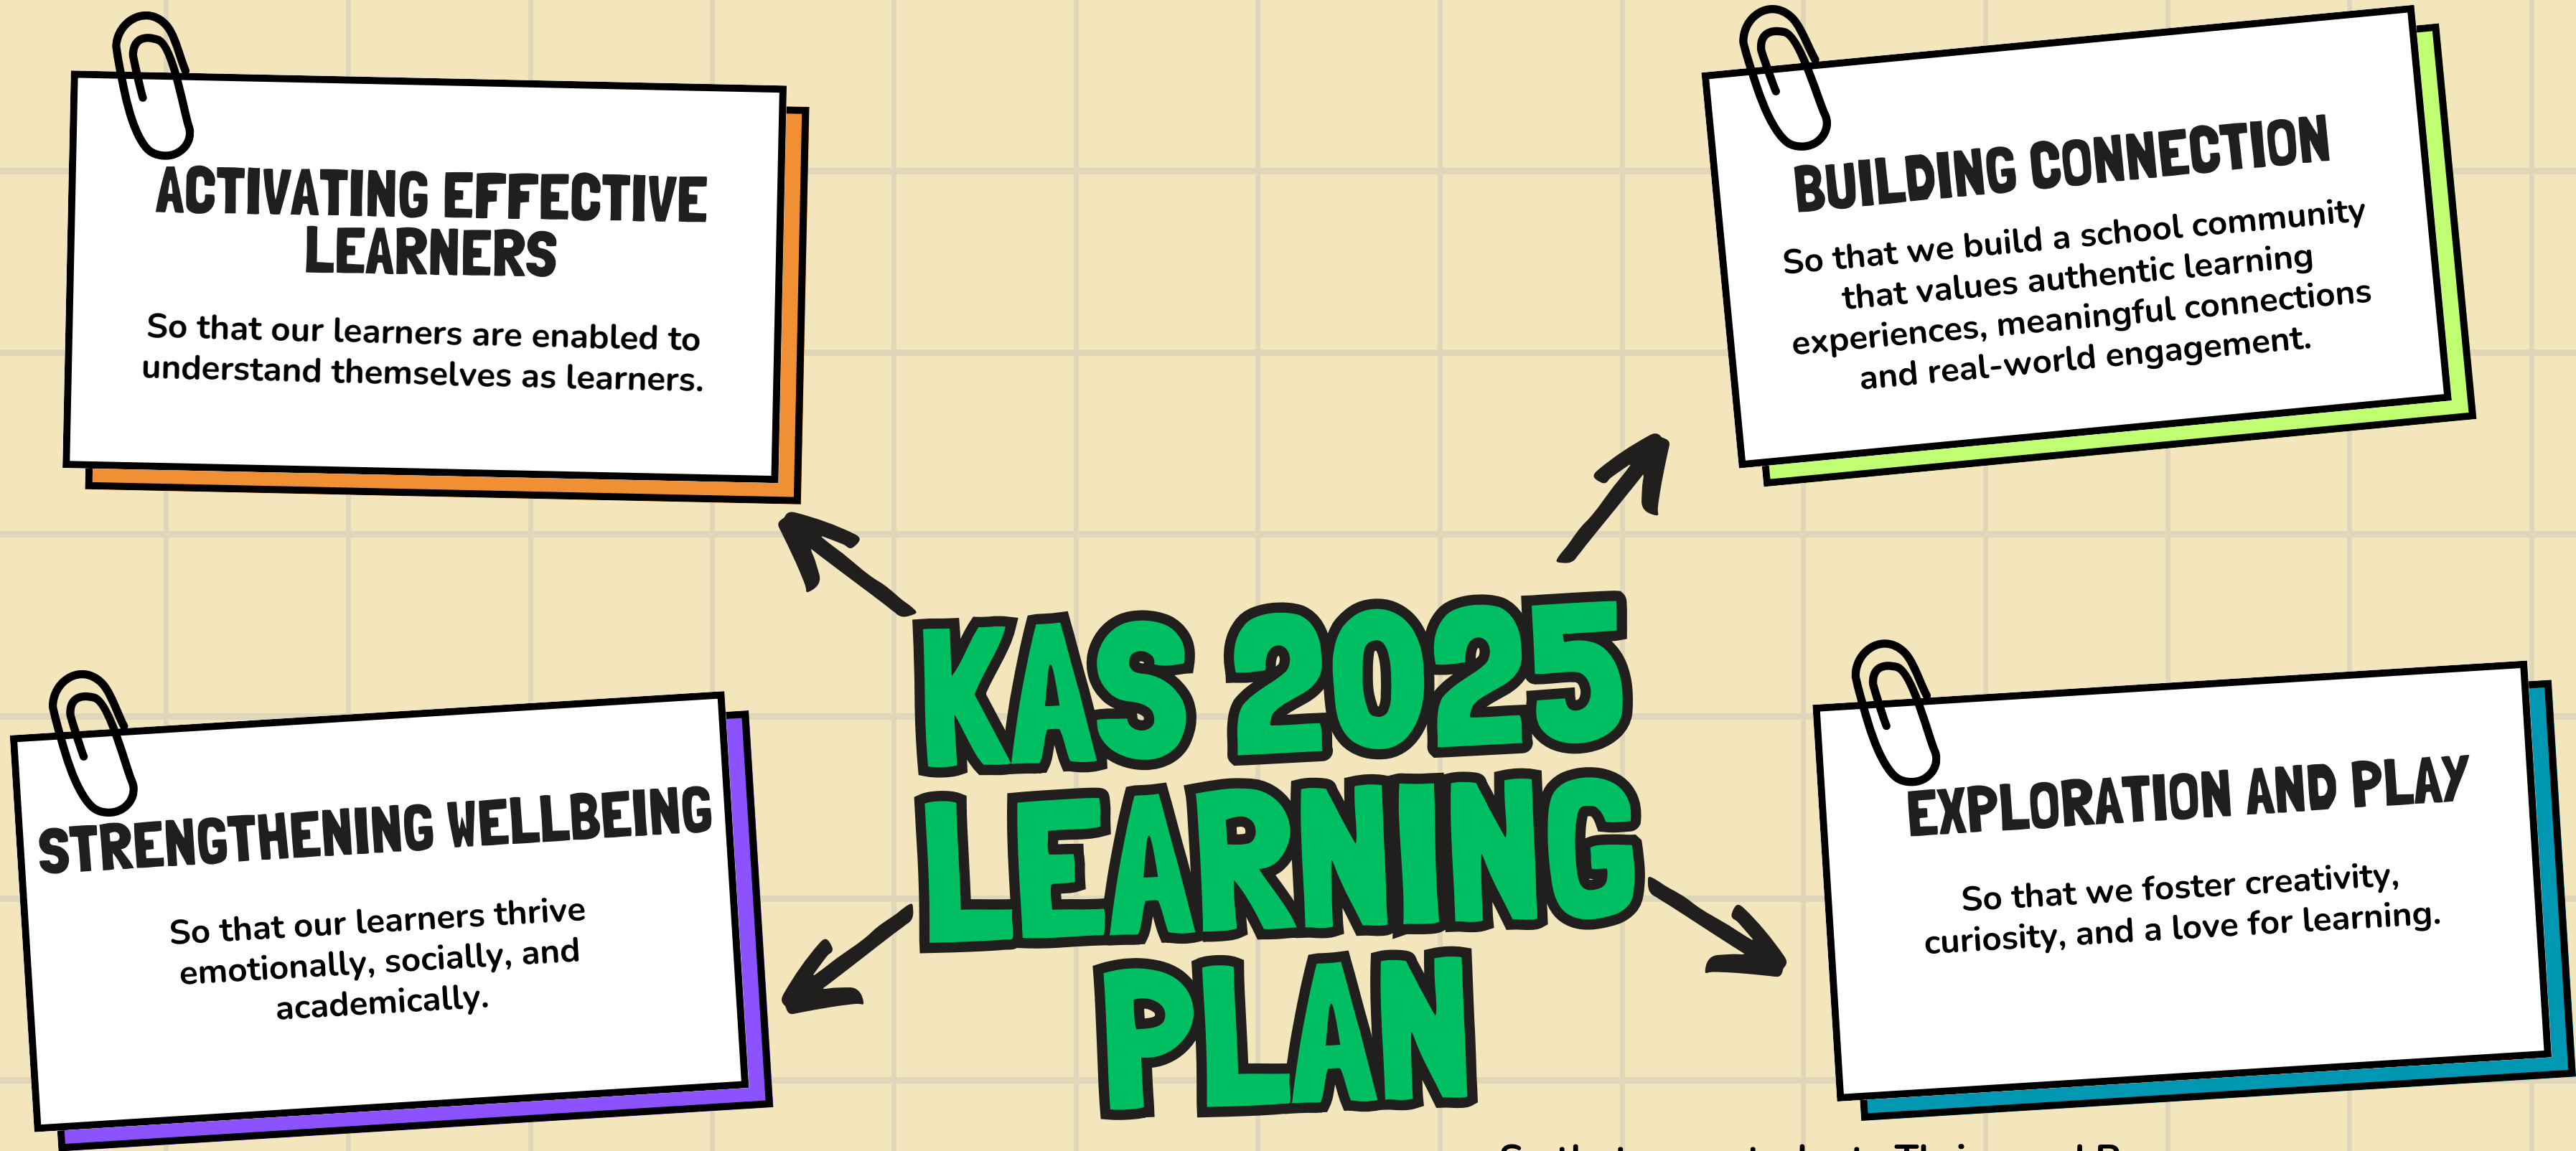 ACTIVATING EFFECTIVE
LEARNERS
So that our learners are enabled to
understand themselves as learners.
BUILDING CONNECTION
So that we build a school community
that values authentic learning
experiences, meaningful connections
and real-world engagement.
KAS 2025
LEARNING
PLAN
STRENGTHENING WELLBEING
So that our learners thrive
emotionally, socially, and
academically.
EXPLORATION AND PLAY
So that we foster creativity,
curiosity, and a love for learning.